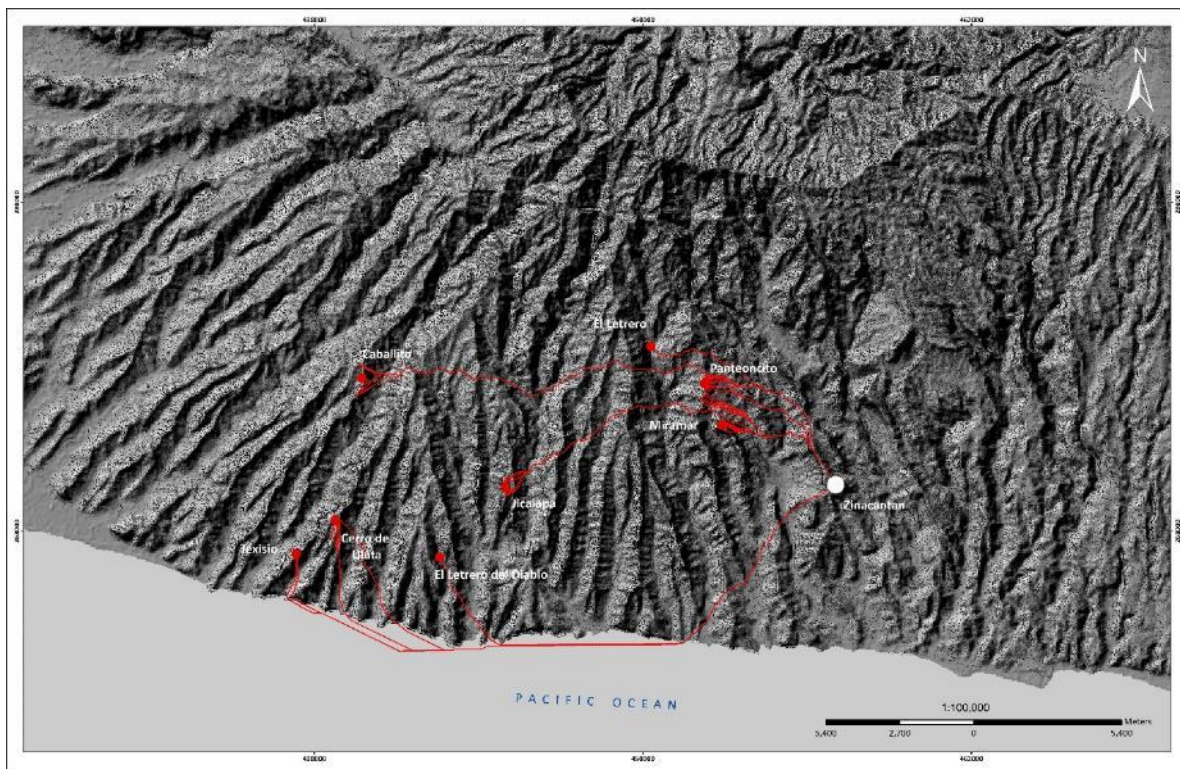 N
El Letrero
Caballito
Panteoncito
Miramar
Jicalapa
Zinacantan
Cerro de
Ulata
Texisio
El Letrero del Diablo
PACIFIC OCEAN
1:100,000
Meters
5,400 2,700 0 5,400